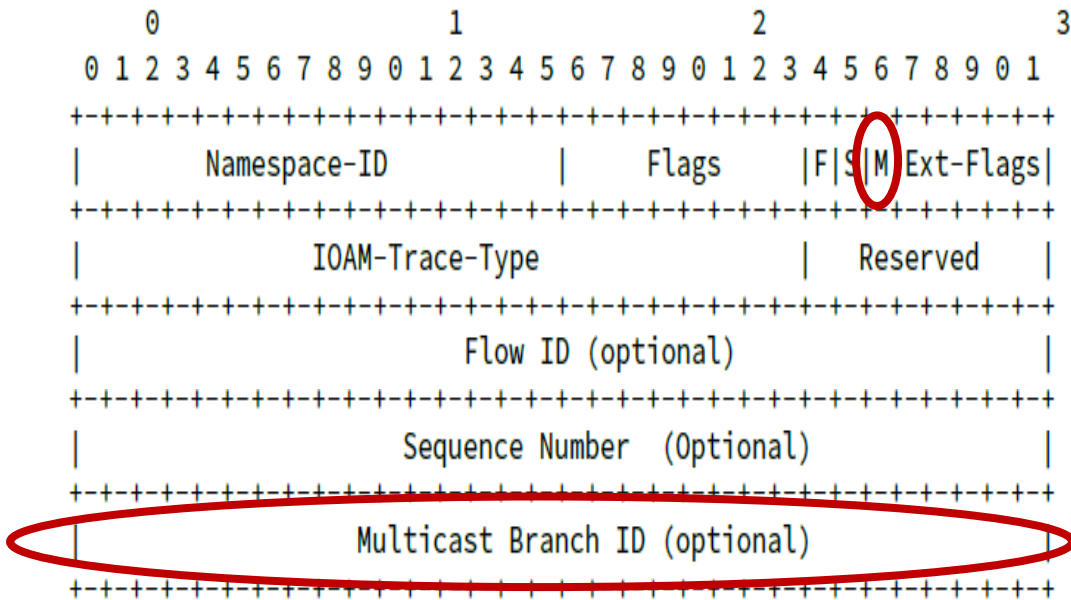 0 1 2 3
0 1 2 3 4 5 6 7 8 9 0 1 2 3 4 5 6 7 8 9 0 1 2 3 4 5 6 7 8 9 0 1
+-+-+-+-+-+-+-+-+-+-+-+-+-+-+-+-+-+-+-+-+-+-+-+-+-+-+-+-+-+-+-+-+
| Namespace-ID | Flags |F|S|M| Ext-Flags|
+-+-+-+-+-+-+-+-+-+-+-+-+-+-+-+-+-+-+-+-+-+-+-+-+-+-+-+-+-+-+-+-+
| IOAM-Trace-Type | Reserved |
+-+-+-+-+-+-+-+-+-+-+-+-+-+-+-+-+-+-+-+-+-+-+-+-+-+-+-+-+-+-+-+-+
| Flow ID (optional) |
+-+-+-+-+-+-+-+-+-+-+-+-+-+-+-+-+-+-+-+-+-+-+-+-+-+-+-+-+-+-+-+-+
| Sequence Number (Optional) |
+-+-+-+-+-+-+-+-+-+-+-+-+-+-+-+-+-+-+-+-+-+-+-+-+-+-+-+-+-+-+-+-+
| Multicast Branch ID (optional) |
+-+-+-+-+-+-+-+-+-+-+-+-+-+-+-+-+-+-+-+-+-+-+-+-+-+-+-+-+-+-+-+-+